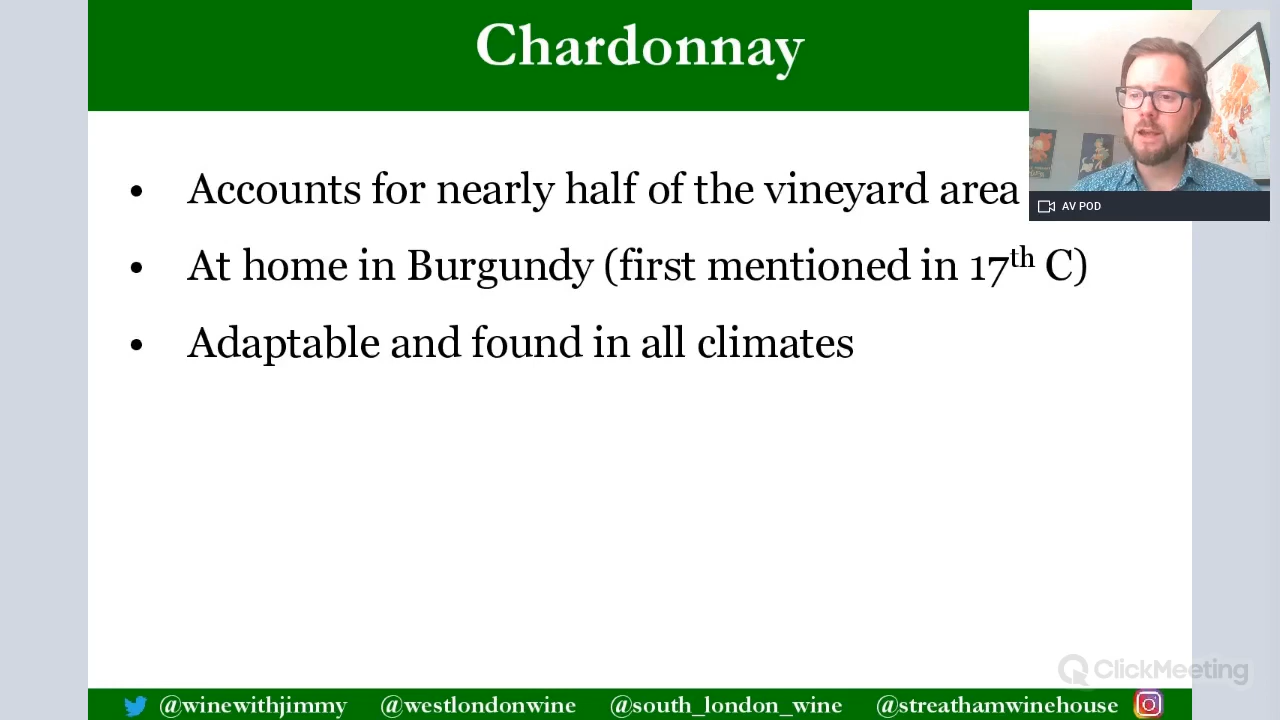 Chardonnay
• Accounts for nearly half of the vineyard area
• At home in Burgundy (first mentioned in 17th C)
• Adaptable and found in all climates
AV POD
ClickMeeting
@winewithjimmy @westlondonwine @south_london_wine @streathamwinehouse